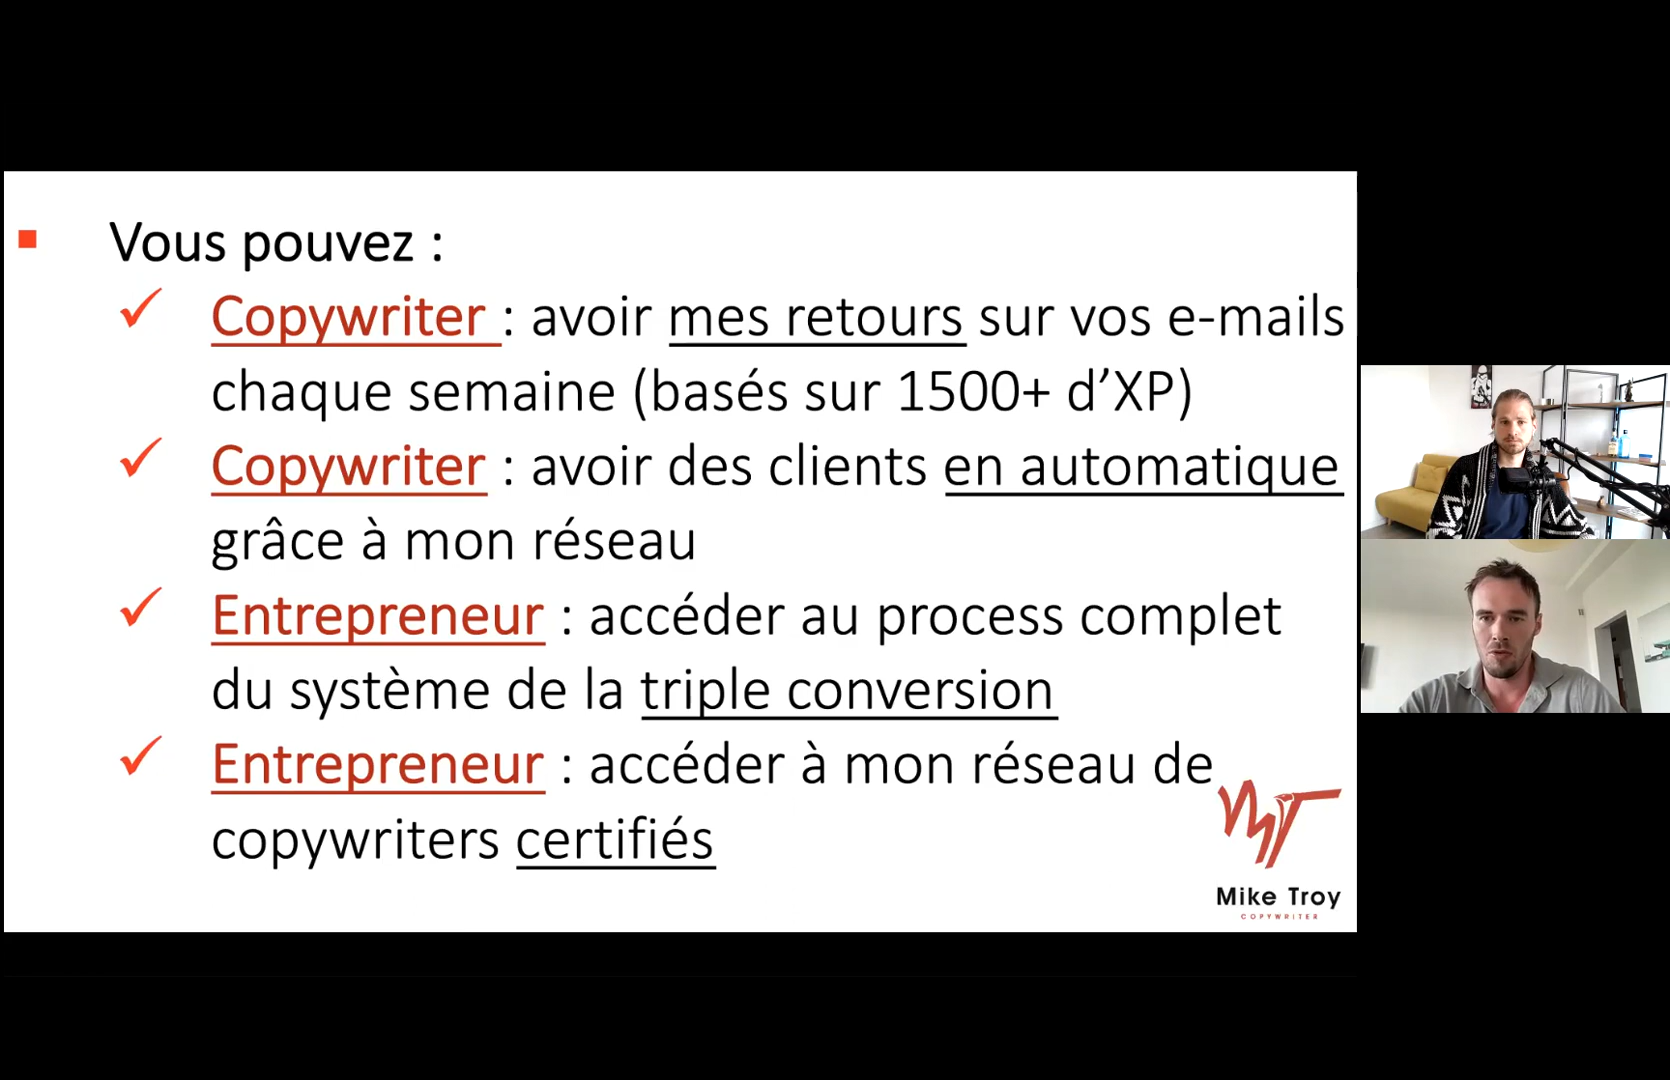 Vous pouvez :
Copywriter : avoir mes retours sur vos e-mails
chaque semaine (basés sur 1500+ d’XP)
Copywriter : avoir des clients en automatique
grâce à mon réseau
Entrepreneur : accéder au process complet
du système de la triple conversion
Entrepreneur : accéder à mon réseau de
copywriters certifiés
MT
Mike Troy
COPYWRITER